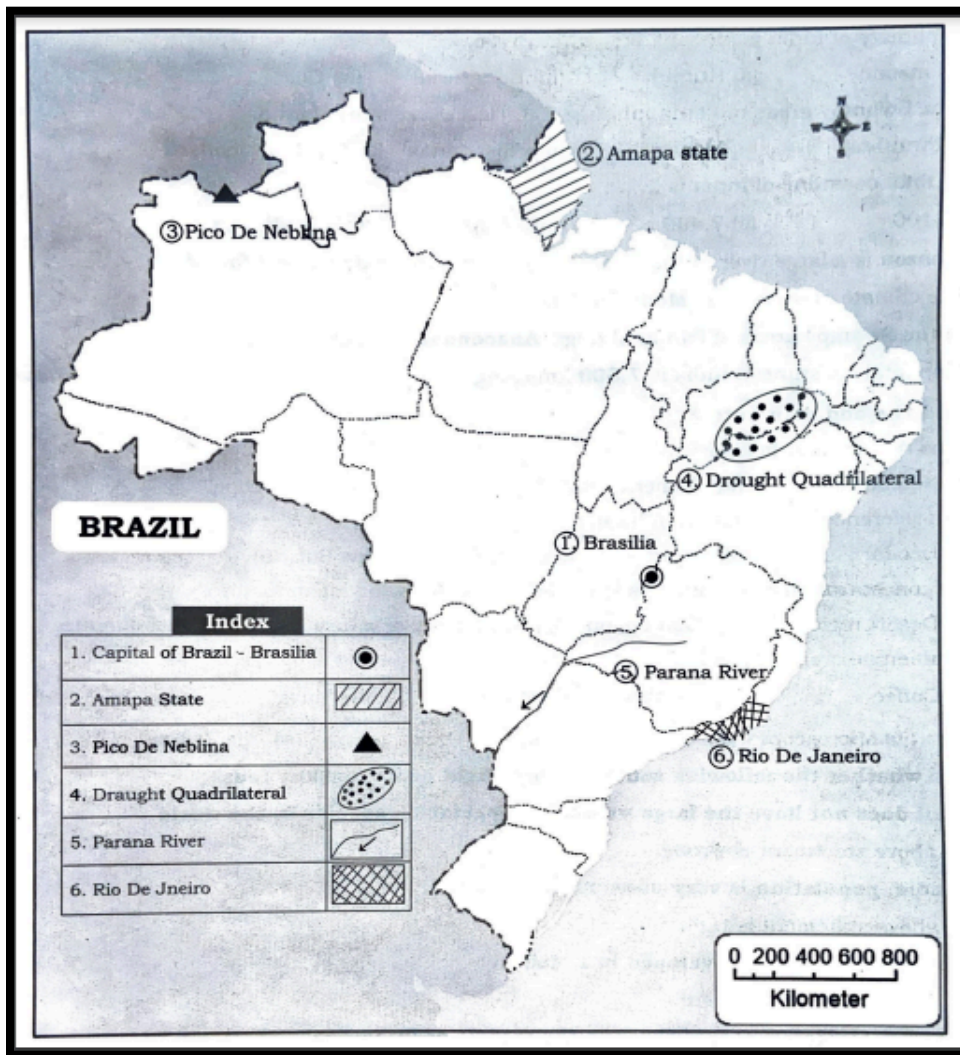 N
W E
S
② Amapa state
③ Pico De Neblina
④ Drought Quadrilateral
BRAZIL
① Brasilia
Index
1. Capital of Brazil - Brasilia
2. Amapa State
3. Pico De Neblina
4. Draught Quadrilateral
5. Parana River
6. Rio De Jneiro
⑤ Parana River
⑥ Rio De Janeiro
0 200 400 600 800
Kilometer